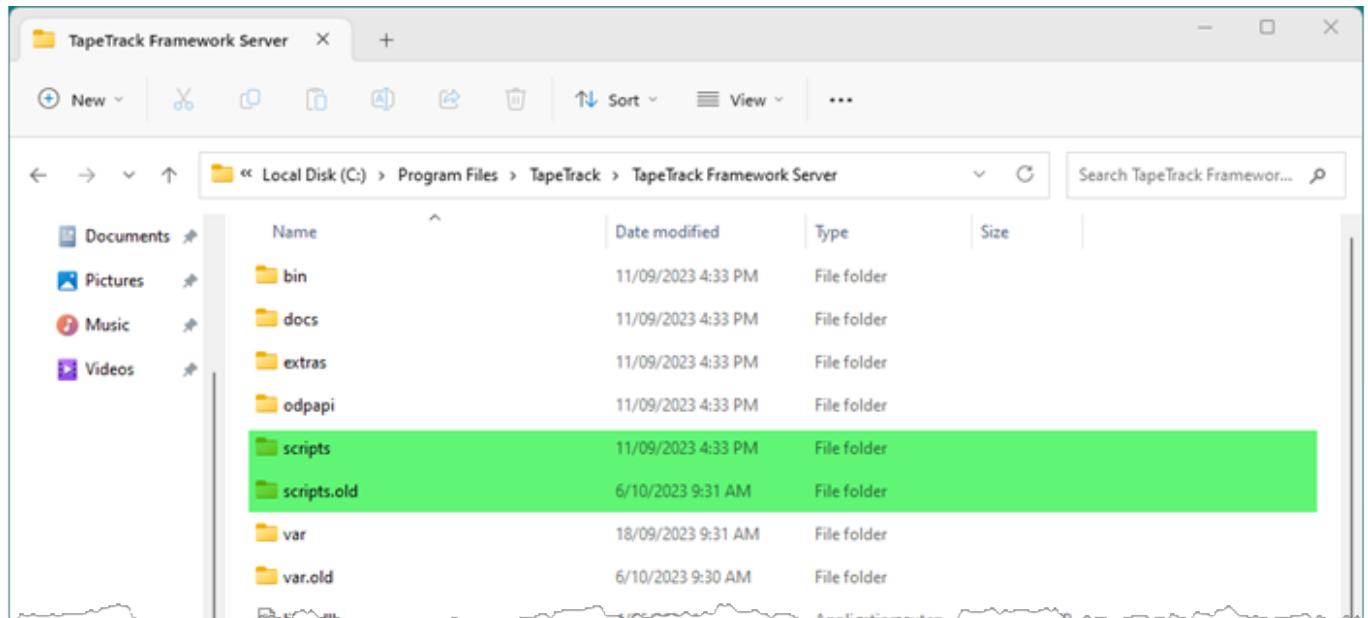 TapeTrack Framework Server
New
Sort
View
Local Disk (C:) > Program Files > TapeTrack > TapeTrack Framework Server
Search TapeTrack Framewor...
Documents
Pictures
Music
Videos
Name Date modified Type Size
bin 11/09/2023 4:33 PM File folder
docs 11/09/2023 4:33 PM File folder
extras 11/09/2023 4:33 PM File folder
odpapi 11/09/2023 4:33 PM File folder
scripts 11/09/2023 4:33 PM File folder
scripts.old 6/10/2023 9:31 AM File folder
var 18/09/2023 9:31 AM File folder
var.old 6/10/2023 9:30 AM File folder